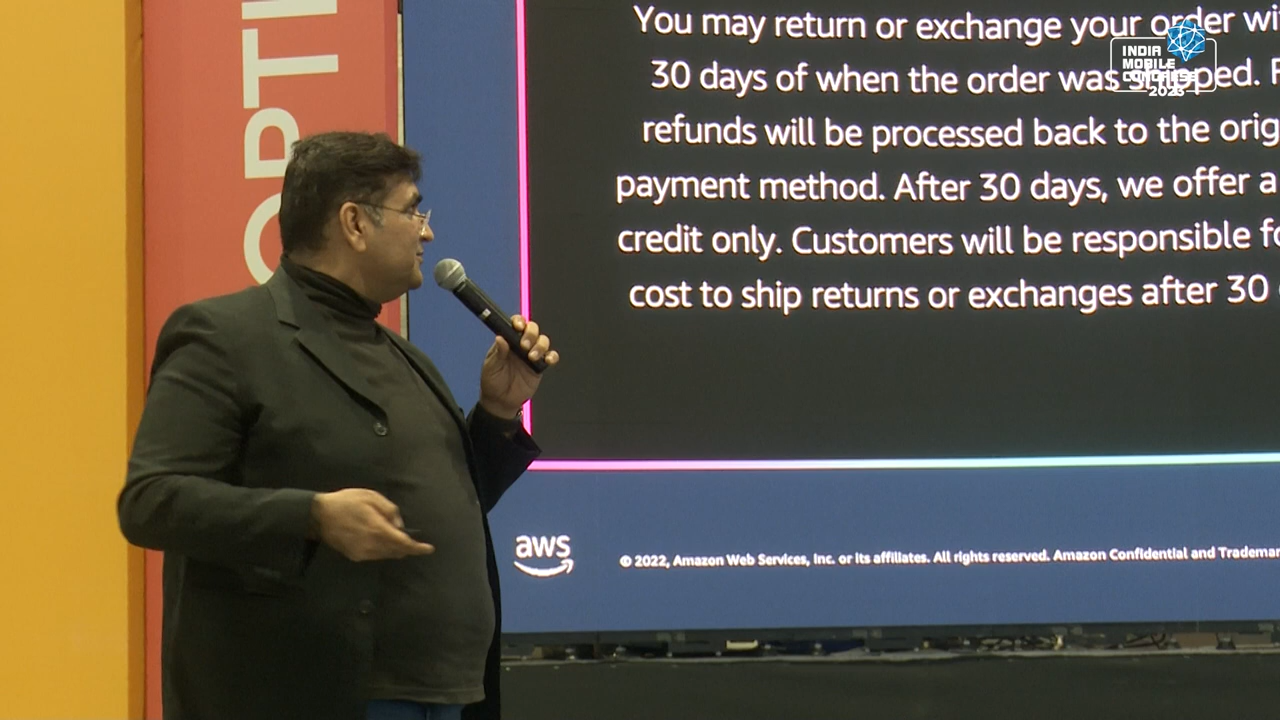 OPTI
You may return or exchange your order wi
30 days of when the order was shipped. F
refunds will be processed back to the orig
payment method. After 30 days, we offer a
credit only. Customers will be responsible fo
cost to ship returns or exchanges after 30
INDIA
MOBILE
CONGRESS
2023
aws
© 2022, Amazon Web Services, Inc. or its affiliates. All rights reserved. Amazon Confidential and Trademar